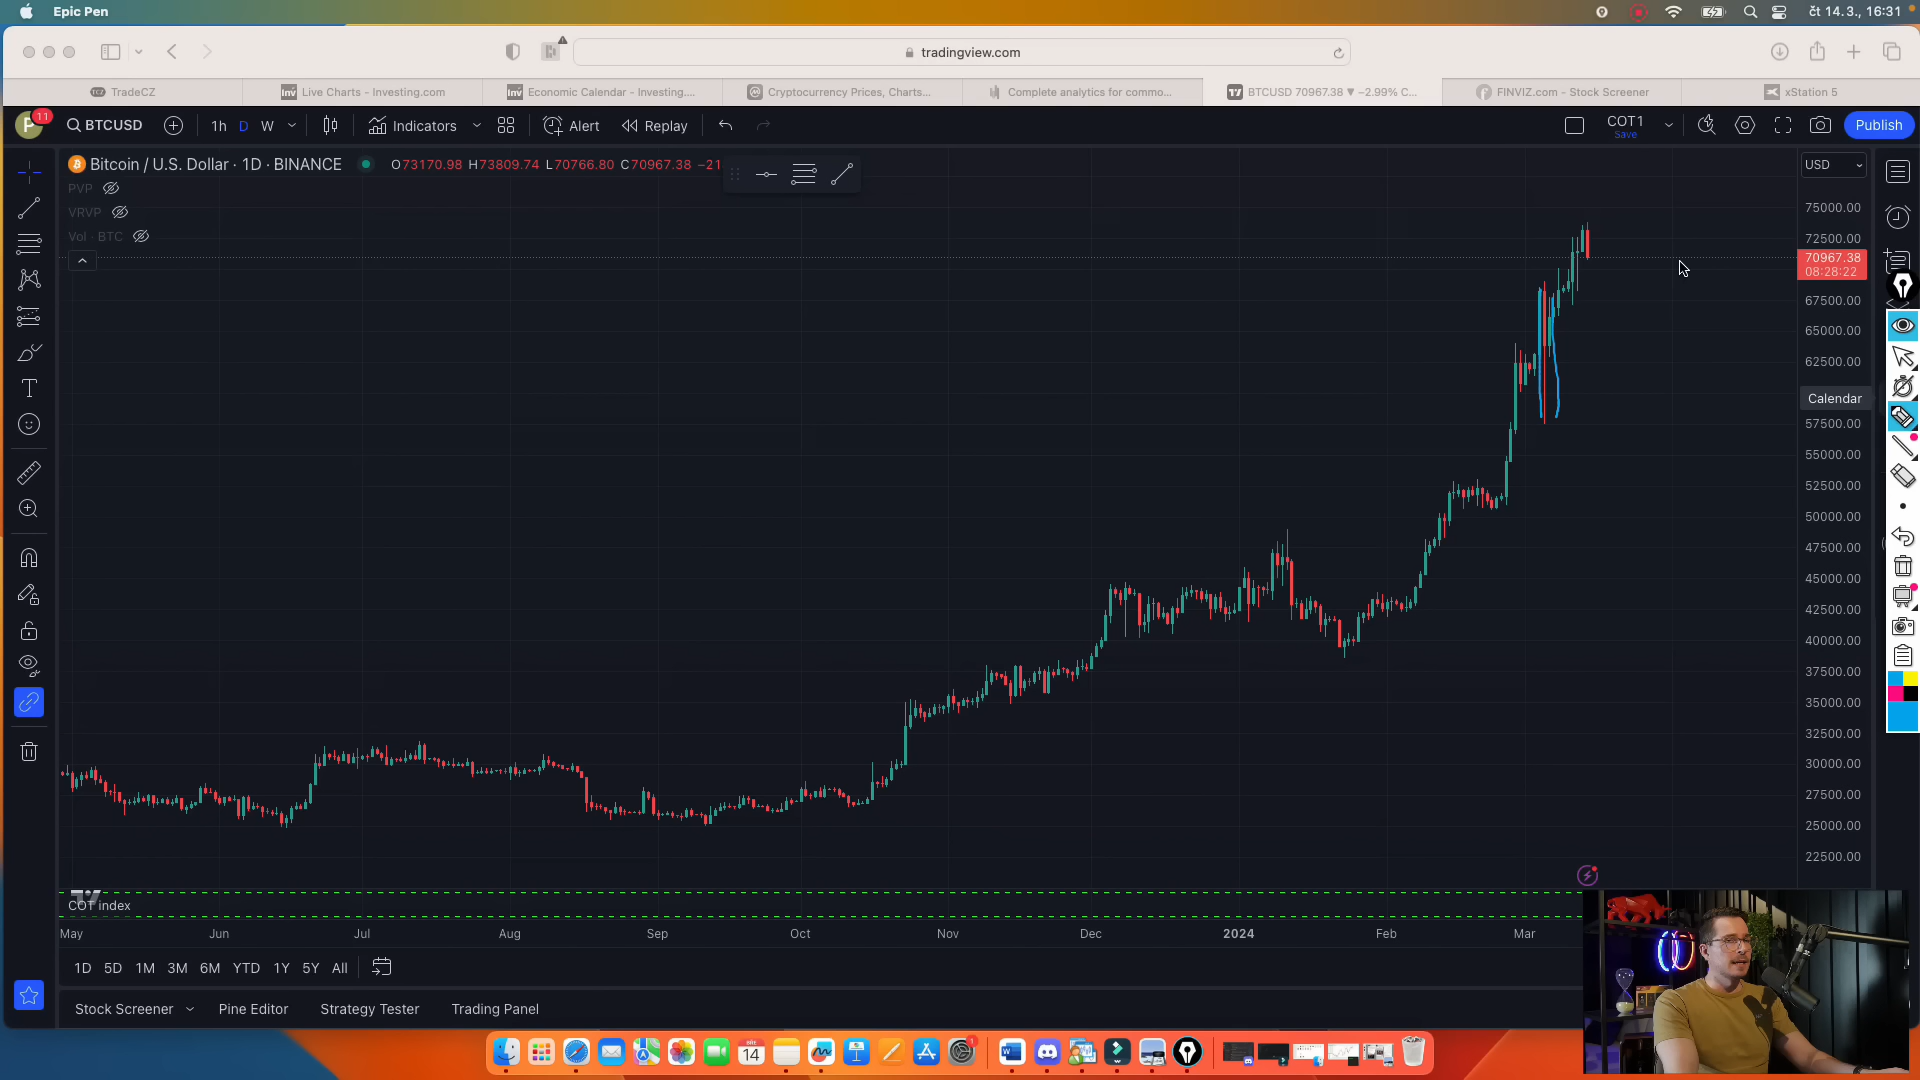 Epic Pen
čt 14.3., 16:31
tradingview.com
TradeCZ
Live Charts - Investing.com
Economic Calendar - Investing....
Cryptocurrency Prices, Charts...
Complete analytics for commo...
BTCUSD 70967.38 ▼ −2.99% C...
FINVIZ.com - Stock Screener
xStation 5
P
11
BTCUSD
1h
D
W
Indicators
Alert
Replay
COT1
Save
Publish
Bitcoin / U.S. Dollar · 1D · BINANCE
O73170.98 H73809.74 L70766.80 C70967.38 −21
PVP
VRVP
Vol · BTC
USD
75000.00
72500.00
70967.38
08:28:22
67500.00
65000.00
62500.00
Calendar
57500.00
55000.00
52500.00
50000.00
47500.00
45000.00
42500.00
40000.00
37500.00
35000.00
32500.00
30000.00
27500.00
25000.00
22500.00
COT index
May
Jun
Jul
Aug
Sep
Oct
Nov
Dec
2024
Feb
Mar
1D
5D
1M
3M
6M
YTD
1Y
5Y
All
Stock Screener
Pine Editor
Strategy Tester
Trading Panel
14
1